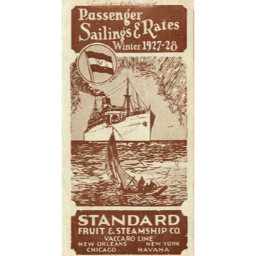 Passenger
Sailings & Rates
Winter 1927-28
STANDARD
FRUIT & STEAMSHIP CO.
VACCARO LINE
NEW ORLEANS NEW YORK
CHICAGO HAVANA